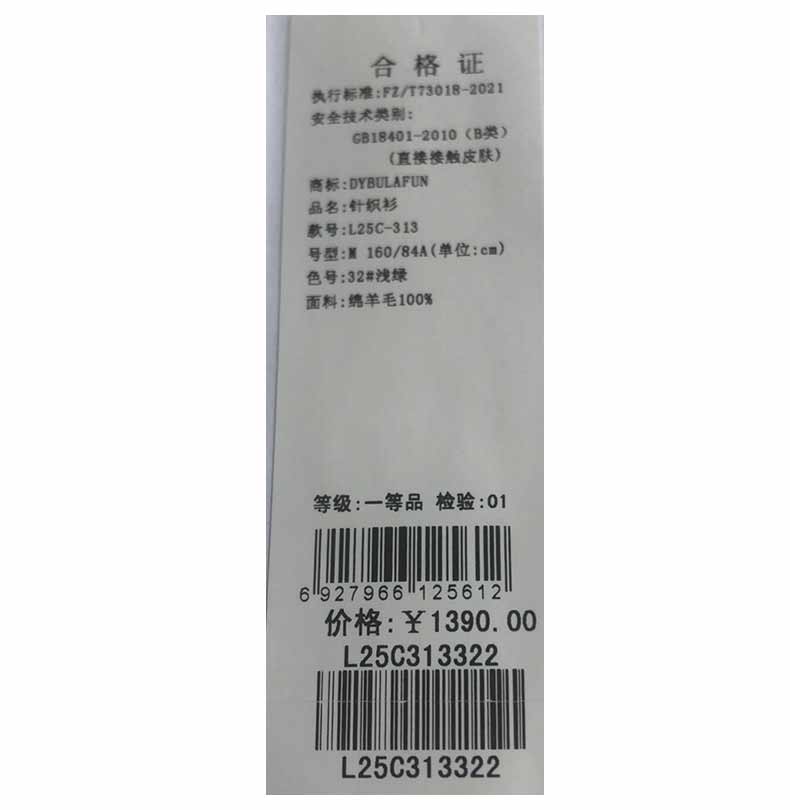 合格证
执行标准:FZ/T73018-2021
安全技术类别:
GB18401-2010（B类）
(直接接触皮肤)
商标:DYBULAFUN
品名:针织衫
款号:L25C-313
号型:M 160/84A(单位:cm)
色号:32#浅绿
面料:绵羊毛100%
等级:一等品 检验:01
6 927966 125612
价格:￥1390.00
L25C313322
L25C313322